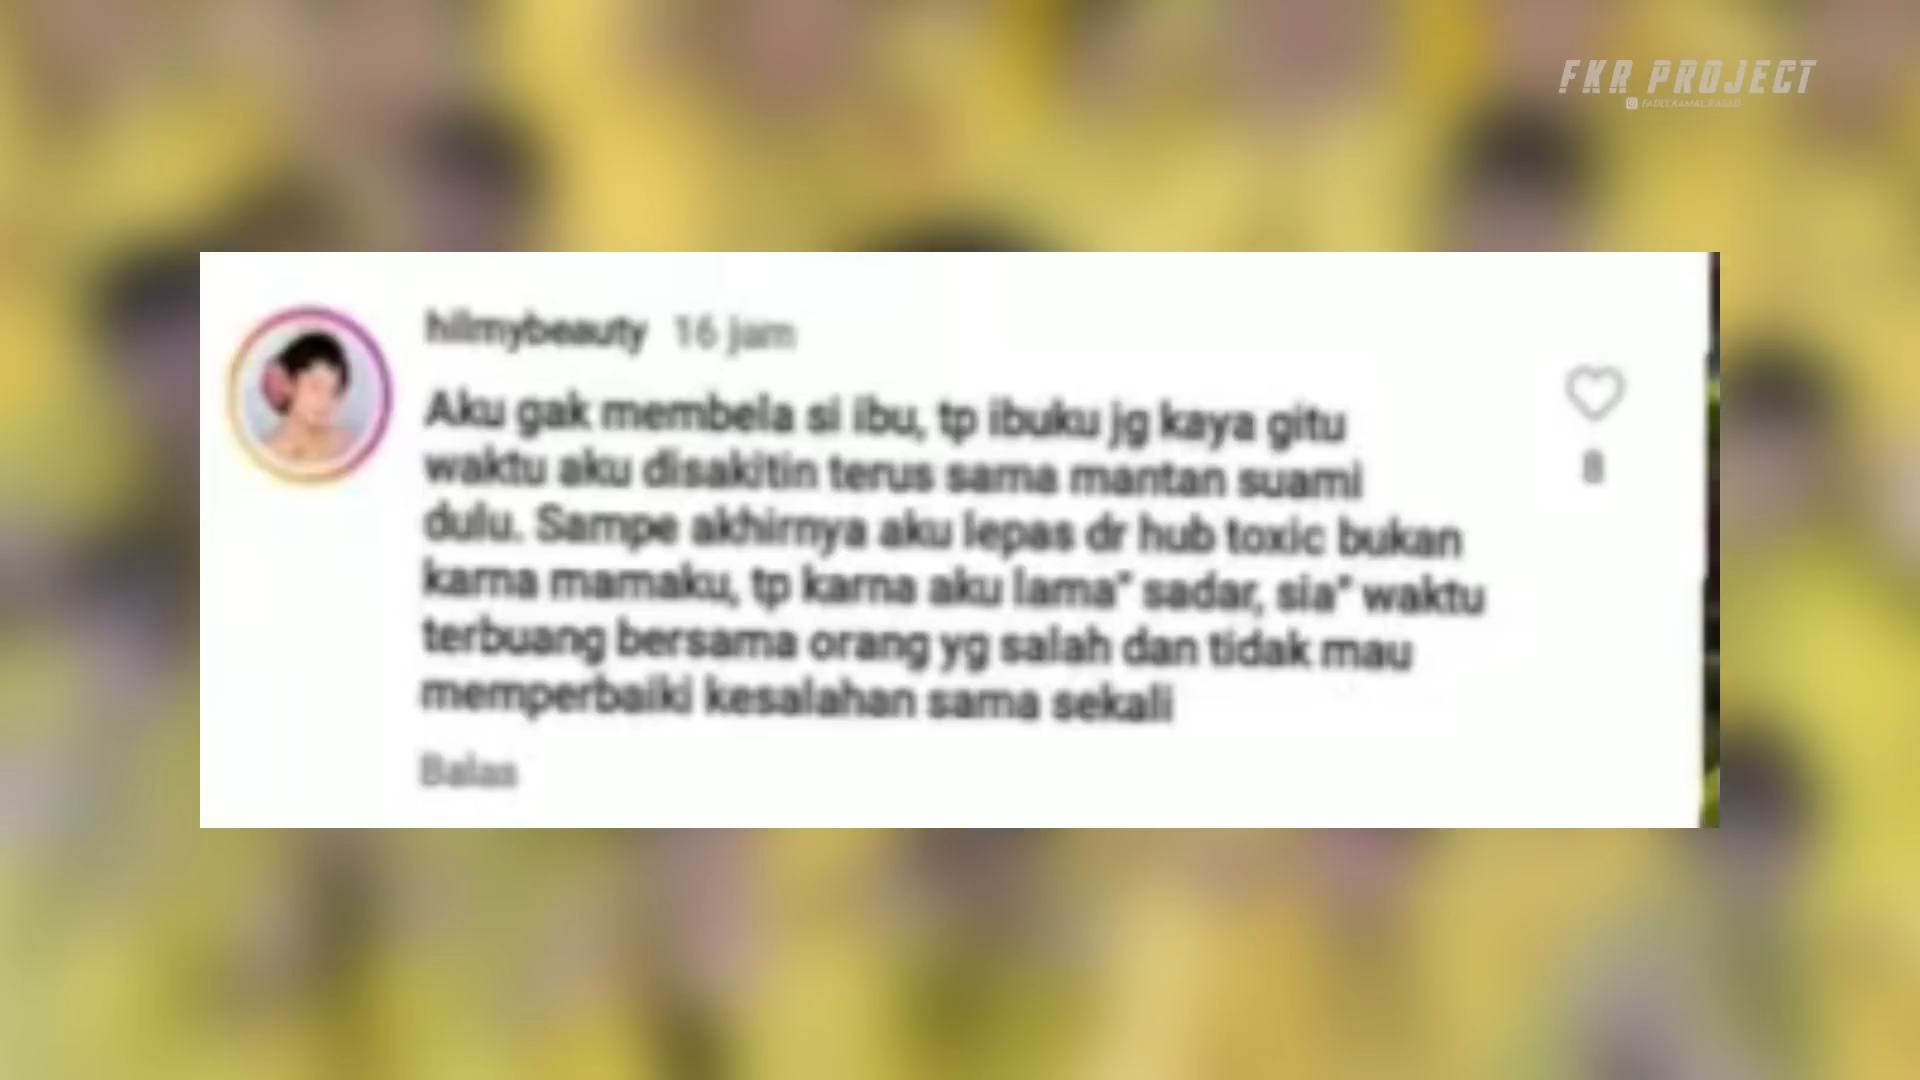 FKR PROJECT
hilmybeauty 16 jam
Aku gak membela si ibu, tp ibuku jg kaya gitu
waktu aku disakitin terus sama mantan suami
dulu. Sampe akhirnya aku lepas dr hub toxic bukan
karna mamaku, tp karna aku lama" sadar, sia" waktu
terbuang bersama orang yg salah dan tidak mau
memperbaiki kesalahan sama sekali
8
Balas